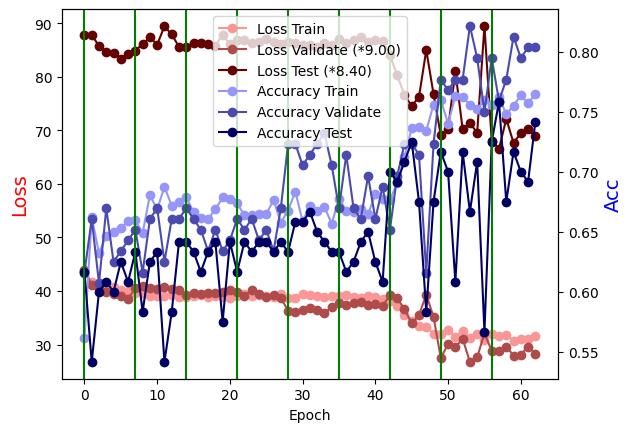 Loss Train
Loss Validate (*9.00)
Loss Test (*8.40)
Accuracy Train
Accuracy Validate
Accuracy Test
90
80
70
60
50
40
30
Loss
0.80
0.75
0.70
0.65
0.60
0.55
Acc
0 10 20 30 40 50 60
Epoch